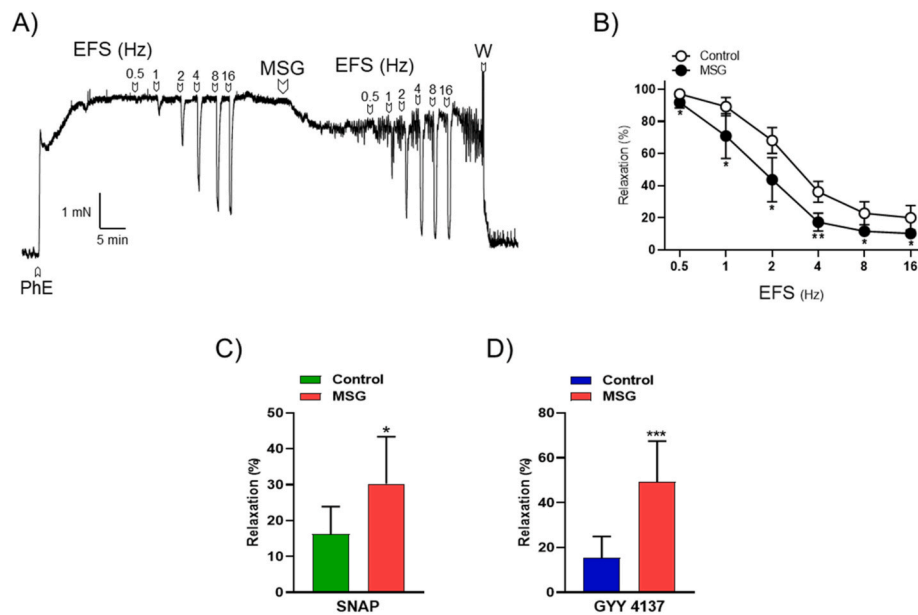 A)
EFS (Hz)
0.5 1 2 4 8 16
MSG
EFS (Hz)
0.5 1 2 4 8 16
W
1 mN
5 min
PhE
B)
Control
MSG
Relaxation (%)
100
80
60
40
20
0
* * * ** * *
0.5 1 2 4 8 16
EFS (Hz)
C)
Control
MSG
Relaxation (%)
50
40
30
20
10
0
*
SNAP
D)
Control
MSG
Relaxation (%)
80
60
40
20
0
***
GYY 4137